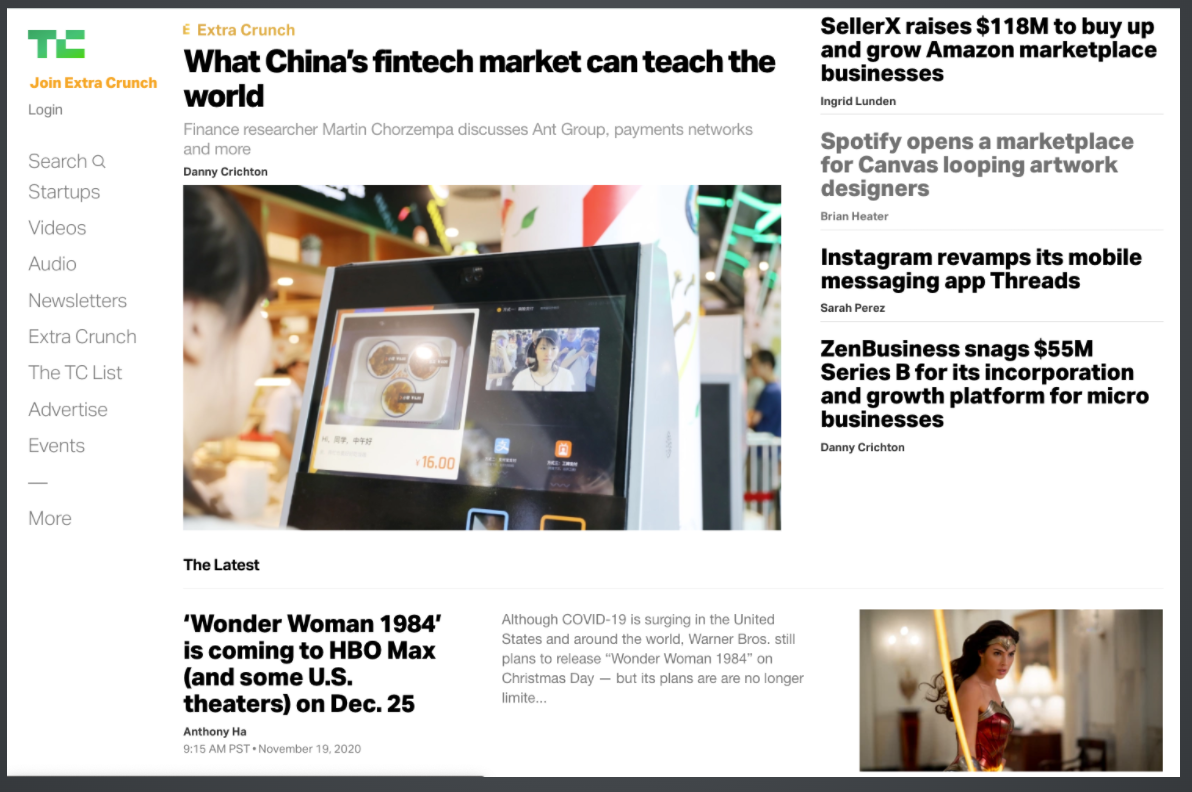 TC
Join Extra Crunch
Login
Search
Startups
Videos
Audio
Newsletters
Extra Crunch
The TC List
Advertise
Events
—
More
Extra Crunch
What China’s fintech market can teach the
world
Finance researcher Martin Chorzempa discusses Ant Group, payments networks
and more
Danny Crichton
Hi, 同学, 中午好
¥16.00
SellerX raises $118M to buy up
and grow Amazon marketplace
businesses
Ingrid Lunden
Spotify opens a marketplace
for Canvas looping artwork
designers
Brian Heater
Instagram revamps its mobile
messaging app Threads
Sarah Perez
ZenBusiness snags $55M
Series B for its incorporation
and growth platform for micro
businesses
Danny Crichton
The Latest
‘Wonder Woman 1984’
is coming to HBO Max
(and some U.S.
theaters) on Dec. 25
Anthony Ha
9:15 AM PST • November 19, 2020
Although COVID-19 is surging in the United
States and around the world, Warner Bros. still
plans to release “Wonder Woman 1984” on
Christmas Day — but its plans are are no longer
limite...